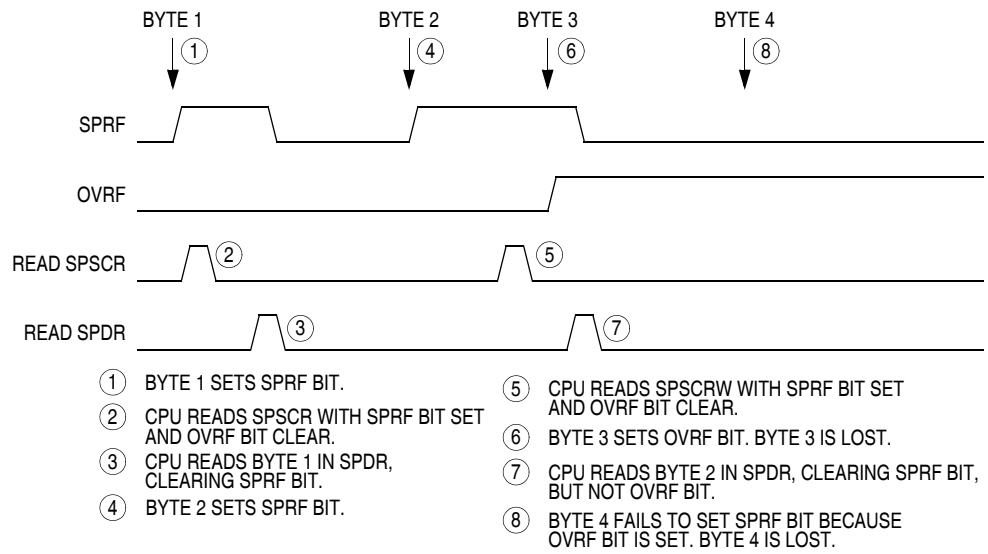 BYTE 1 BYTE 2 BYTE 3 BYTE 4
1 4 6 8
SPRF
OVRF
READ SPSCR 2 5
READ SPDR 3 7
1 BYTE 1 SETS SPRF BIT.
2 CPU READS SPSCR WITH SPRF BIT SET
AND OVRF BIT CLEAR.
3 CPU READS BYTE 1 IN SPDR,
CLEARING SPRF BIT.
4 BYTE 2 SETS SPRF BIT.
5 CPU READS SPSCRW WITH SPRF BIT SET
AND OVRF BIT CLEAR.
6 BYTE 3 SETS OVRF BIT. BYTE 3 IS LOST.
7 CPU READS BYTE 2 IN SPDR, CLEARING SPRF BIT,
BUT NOT OVRF BIT.
8 BYTE 4 FAILS TO SET SPRF BIT BECAUSE
OVRF BIT IS SET. BYTE 4 IS LOST.